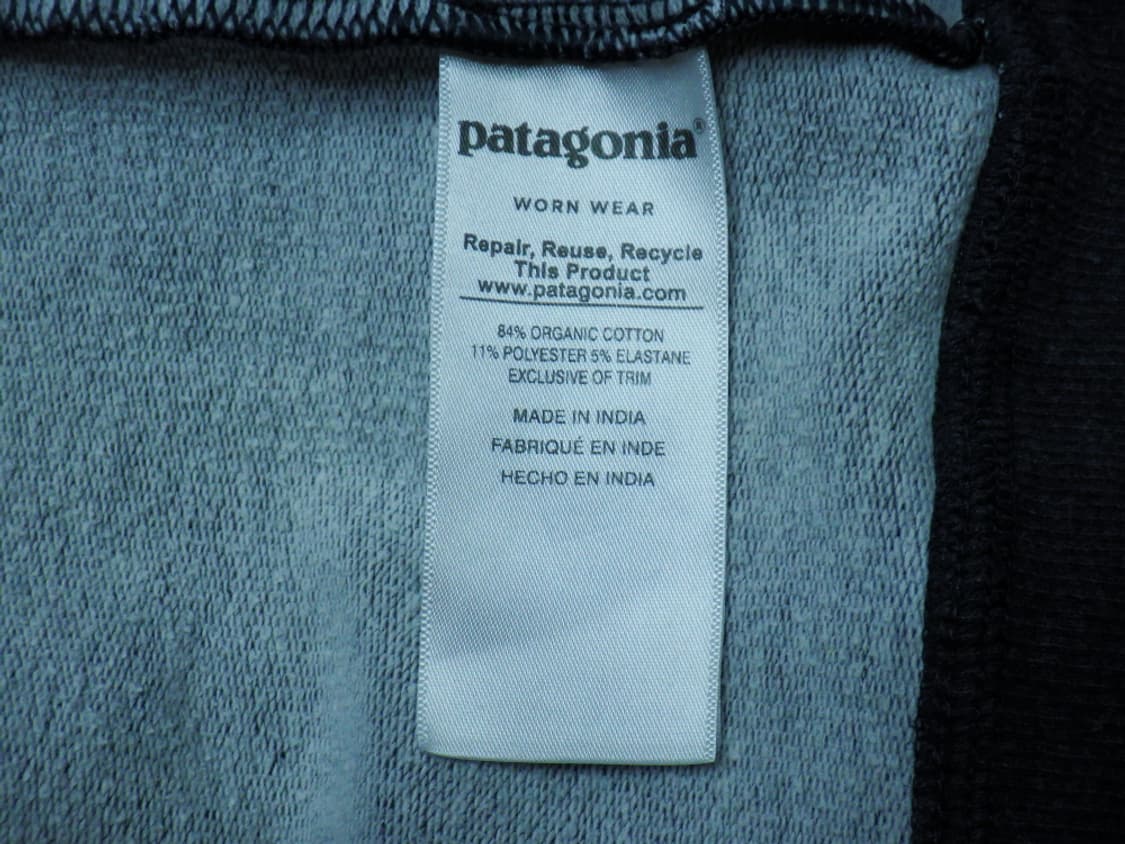 patagonia®
WORN WEAR
Repair, Reuse, Recycle
This Product
www.patagonia.com
84% ORGANIC COTTON
11% POLYESTER 5% ELASTANE
EXCLUSIVE OF TRIM
MADE IN INDIA
FABRIQUÉ EN INDE
HECHO EN INDIA